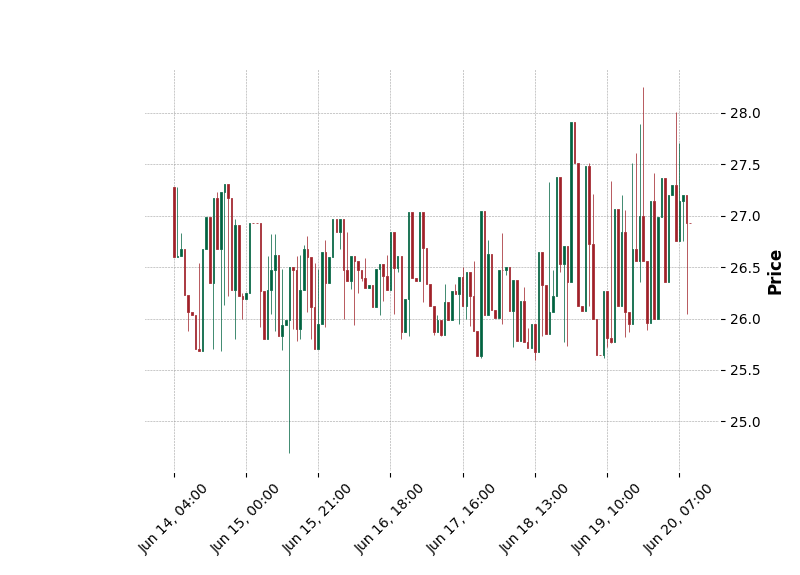 28.0
27.5
27.0
26.5
26.0
25.5
25.0
Price
Jun 14, 04:00
Jun 15, 00:00
Jun 15, 21:00
Jun 16, 18:00
Jun 17, 16:00
Jun 18, 13:00
Jun 19, 10:00
Jun 20, 07:00